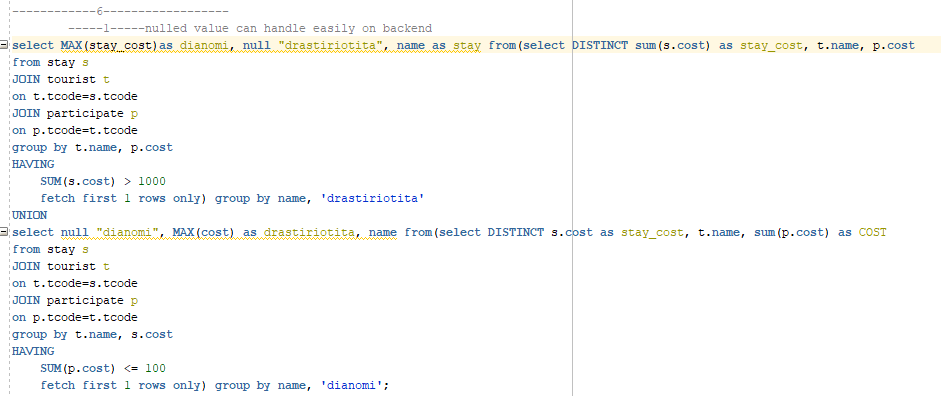 ------------6------------------
-----1-----nulled value can handle easily on backend
select MAX(stay_cost)as dianomi, null "drastiriotita", name as stay from(select DISTINCT sum(s.cost) as stay_cost, t.name, p.cost
from stay s
JOIN tourist t
on t.tcode=s.tcode
JOIN participate p
on p.tcode=t.tcode
group by t.name, p.cost
HAVING
SUM(s.cost) > 1000
fetch first 1 rows only) group by name, 'drastiriotita'
UNION
select null "dianomi", MAX(cost) as drastiriotita, name from(select DISTINCT s.cost as stay_cost, t.name, sum(p.cost) as COST
from stay s
JOIN tourist t
on t.tcode=s.tcode
JOIN participate p
on p.tcode=t.tcode
group by t.name, s.cost
HAVING
SUM(p.cost) <= 100
fetch first 1 rows only) group by name, 'dianomi';